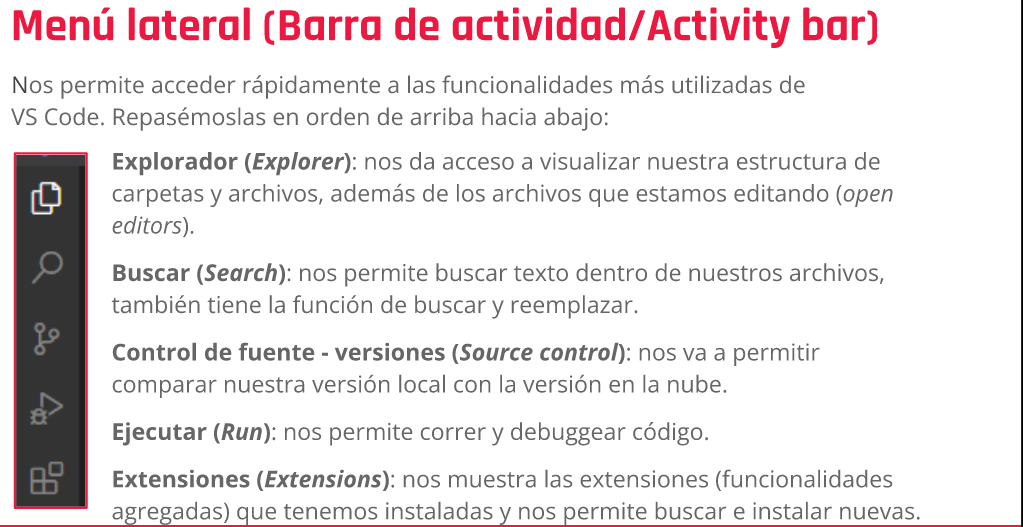 Menú lateral (Barra de actividad/Activity bar)
Nos permite acceder rápidamente a las funcionalidades más utilizadas de
VS Code. Repasémoslas en orden de arriba hacia abajo:
Explorador (Explorer): nos da acceso a visualizar nuestra estructura de
carpetas y archivos, además de los archivos que estamos editando (open
editors).
Buscar (Search): nos permite buscar texto dentro de nuestros archivos,
también tiene la función de buscar y reemplazar.
Control de fuente - versiones (Source control): nos va a permitir
comparar nuestra versión local con la versión en la nube.
Ejecutar (Run): nos permite correr y debuggear código.
Extensiones (Extensions): nos muestra las extensiones (funcionalidades
agregadas) que tenemos instaladas y nos permite buscar e instalar nuevas.